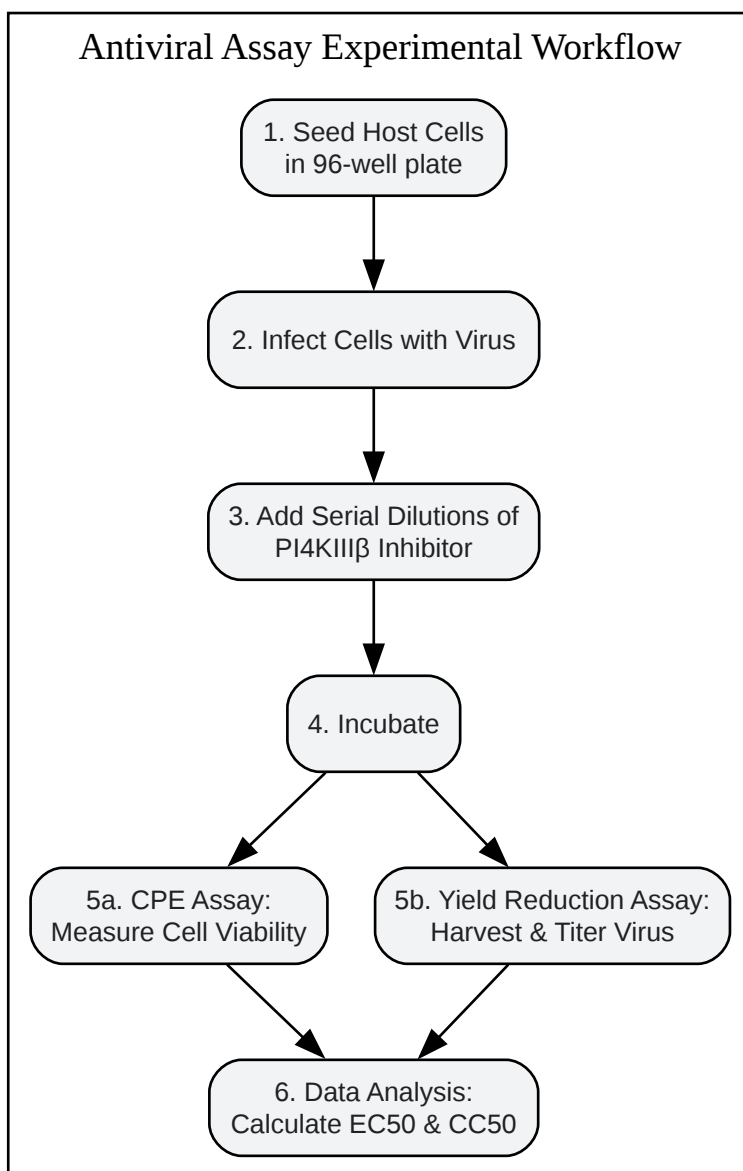 Antiviral Assay Experimental Workflow
1. Seed Host Cells
in 96-well plate
2. Infect Cells with Virus
3. Add Serial Dilutions of
PI4KIIIβ Inhibitor
4. Incubate
5a. CPE Assay:
Measure Cell Viability
5b. Yield Reduction Assay:
Harvest & Titer Virus
6. Data Analysis:
Calculate EC50 & CC50